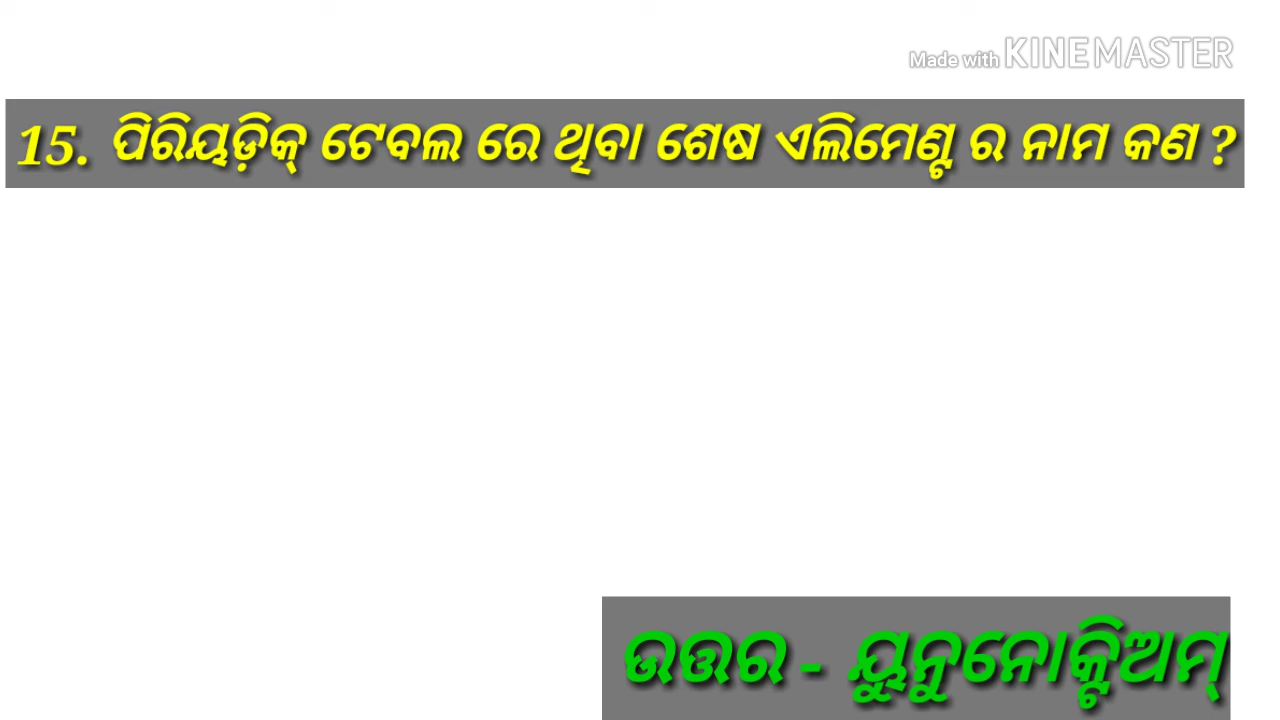 Made with KINEMASTER
15. ପିରିୟଡ଼ିକ୍ ଟେବଲ ରେ ଥିବା ଶେଷ ଏଲିମେଣ୍ଟ ର ନାମ କଣ ?
ଉତ୍ତର - ୟୁନୁନୋକ୍ଟିଅମ୍